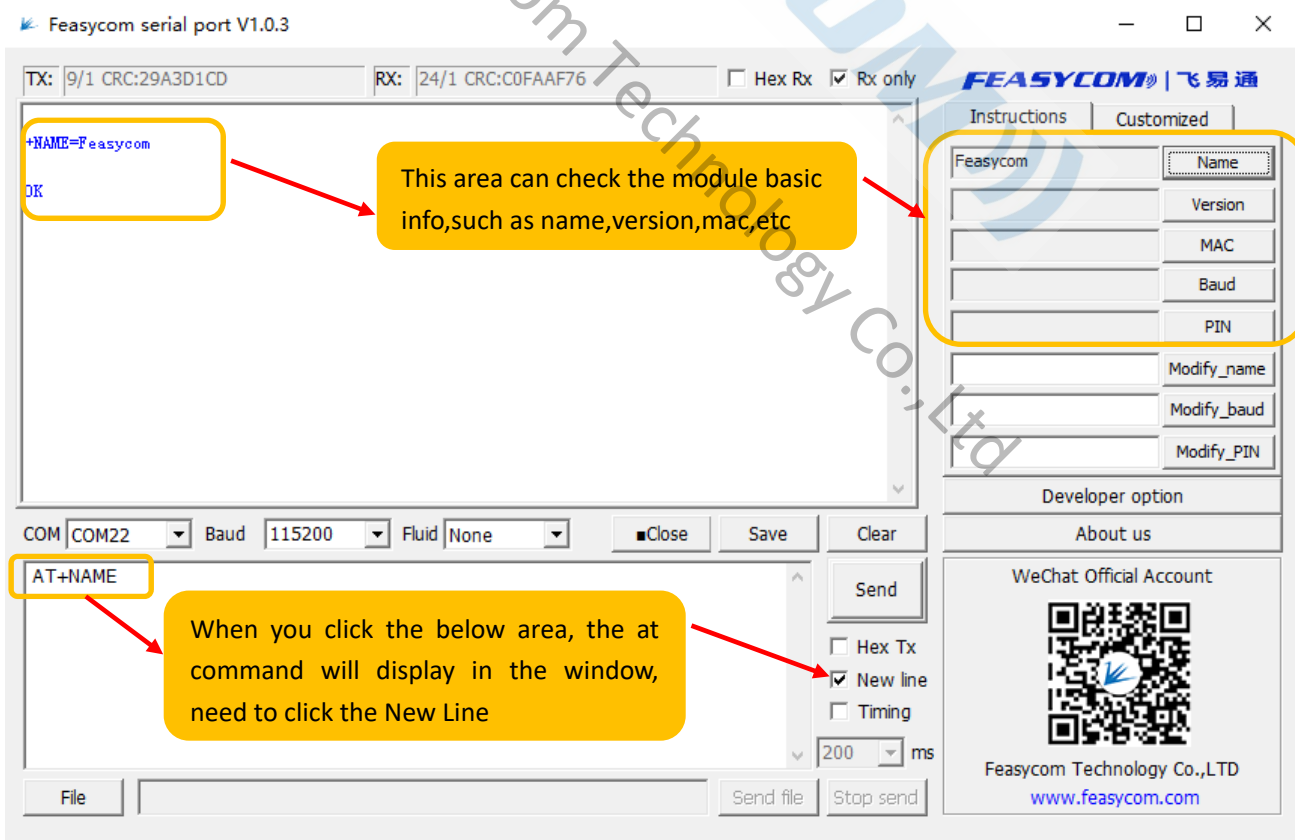 Feasycom serial port V1.0.3
TX: 9/1 CRC:29A3D1CD RX: 24/1 CRC:C0FAAF76 Hex Rx Rx only
FEASYCOM | 飞易通
Instructions Customized
+NAME=Feasycom
OK
This area can check the module basic
info,such as name,version,mac,etc
Feasycom Name
Version
MAC
Baud
PIN
Modify_name
Modify_baud
Modify_PIN
Developer option
About us
COM COM22 Baud 115200 Fluid None ■Close Save Clear
AT+NAME
Send
When you click the below area, the at
command will display in the window,
need to click the New Line
Hex Tx
New line
Timing
200 ms
File Send file Stop send
WeChat Official Account
Feasycom Technology Co.,LTD
www.feasycom.com
om Technology Co., Ltd